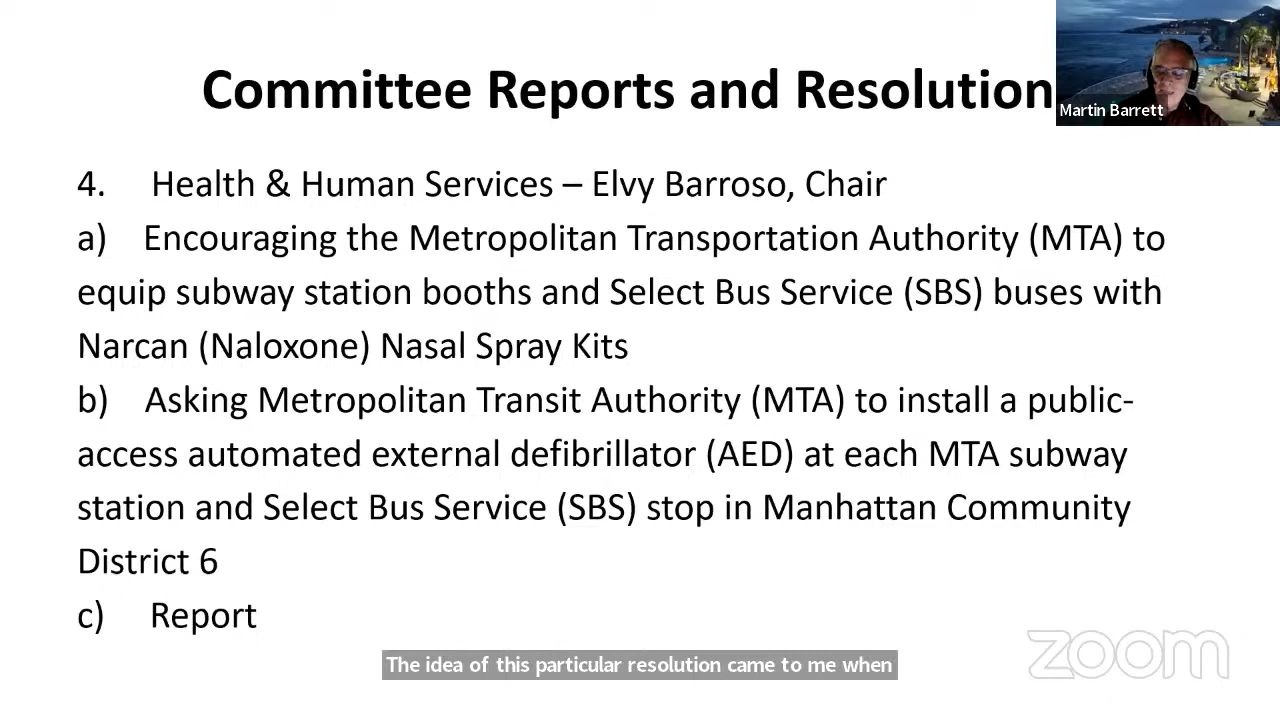 Committee Reports and Resolution
Martin Barrett
4. Health & Human Services – Elvy Barroso, Chair
a) Encouraging the Metropolitan Transportation Authority (MTA) to
equip subway station booths and Select Bus Service (SBS) buses with
Narcan (Naloxone) Nasal Spray Kits
b) Asking Metropolitan Transit Authority (MTA) to install a public-
access automated external defibrillator (AED) at each MTA subway
station and Select Bus Service (SBS) stop in Manhattan Community
District 6
c) Report
The idea of this particular resolution came to me when
zoom